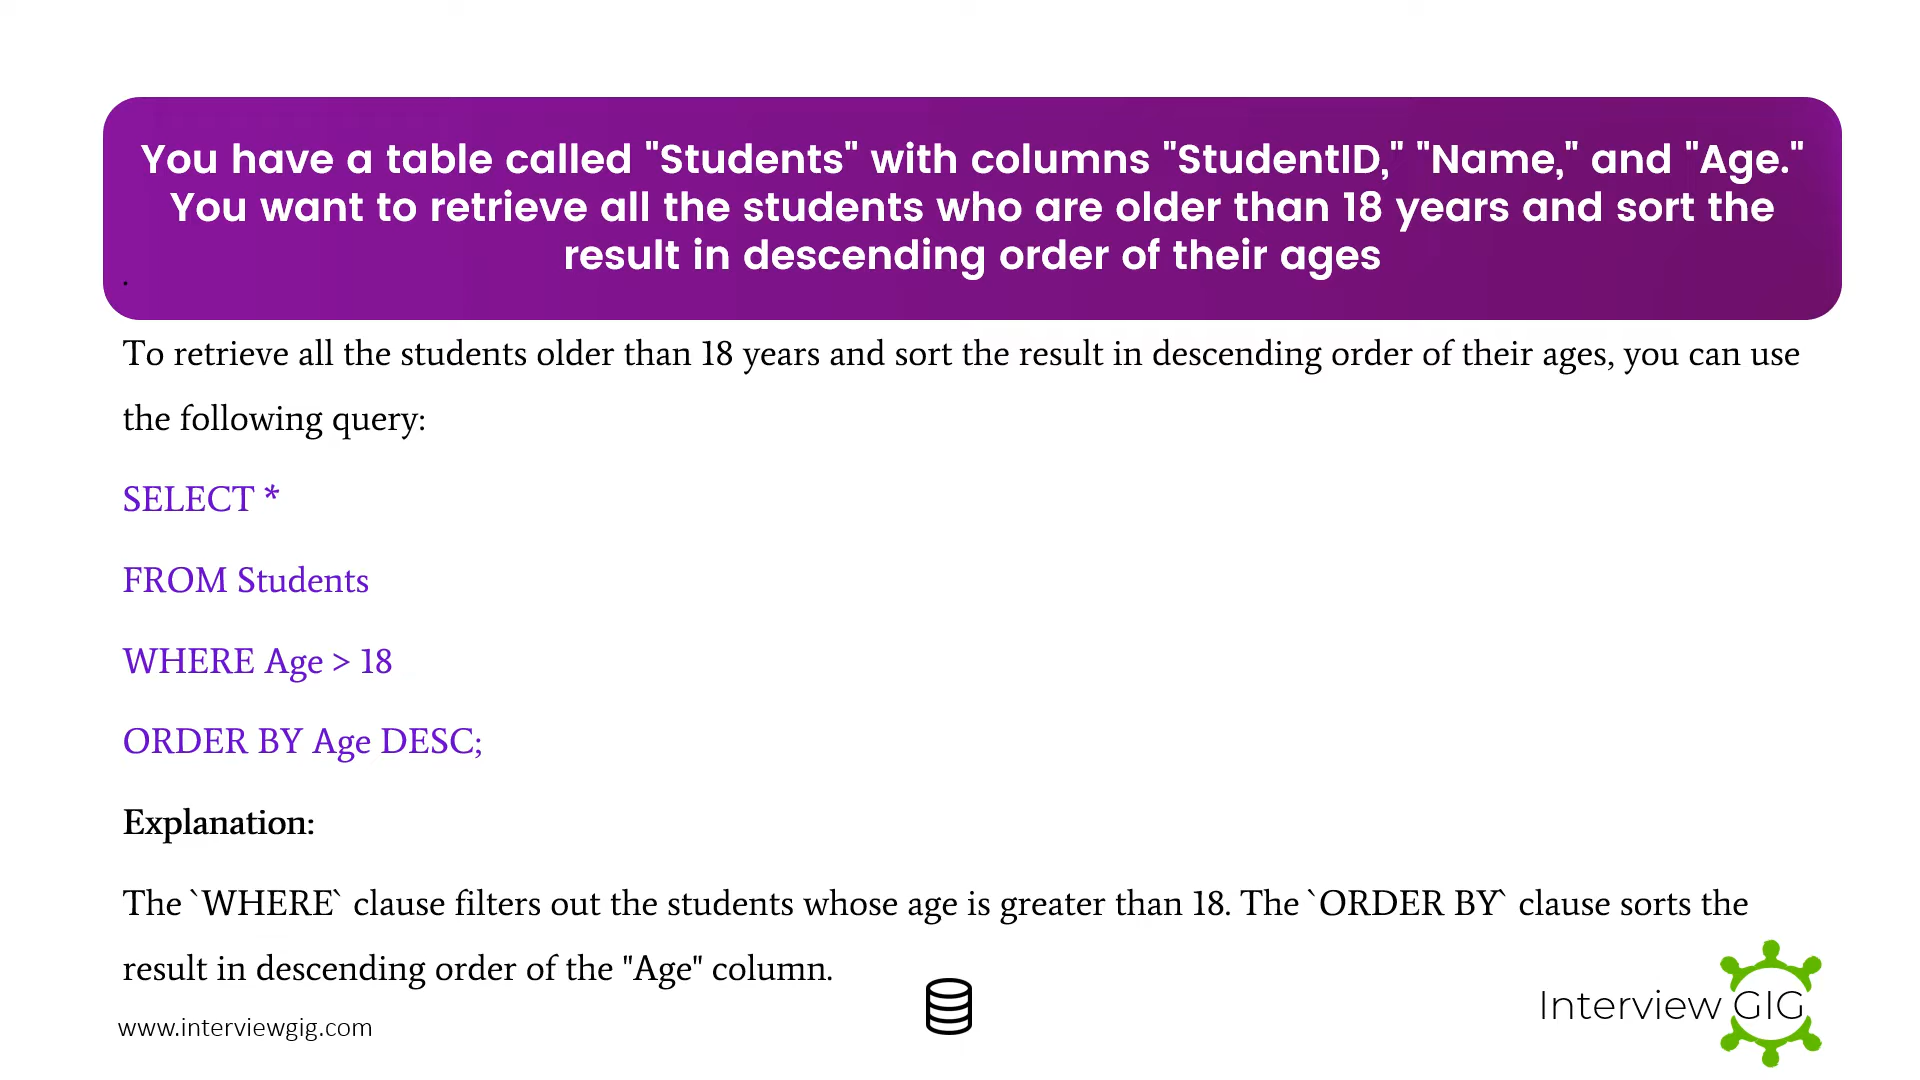 You have a table called "Students" with columns "StudentID," "Name," and "Age."
You want to retrieve all the students who are older than 18 years and sort the
result in descending order of their ages
.
To retrieve all the students older than 18 years and sort the result in descending order of their ages, you can use
the following query:
SELECT *
FROM Students
WHERE Age > 18
ORDER BY Age DESC;
Explanation:
The `WHERE` clause filters out the students whose age is greater than 18. The `ORDER BY` clause sorts the
result in descending order of the "Age" column.
www.interviewgig.com
Interview GIG